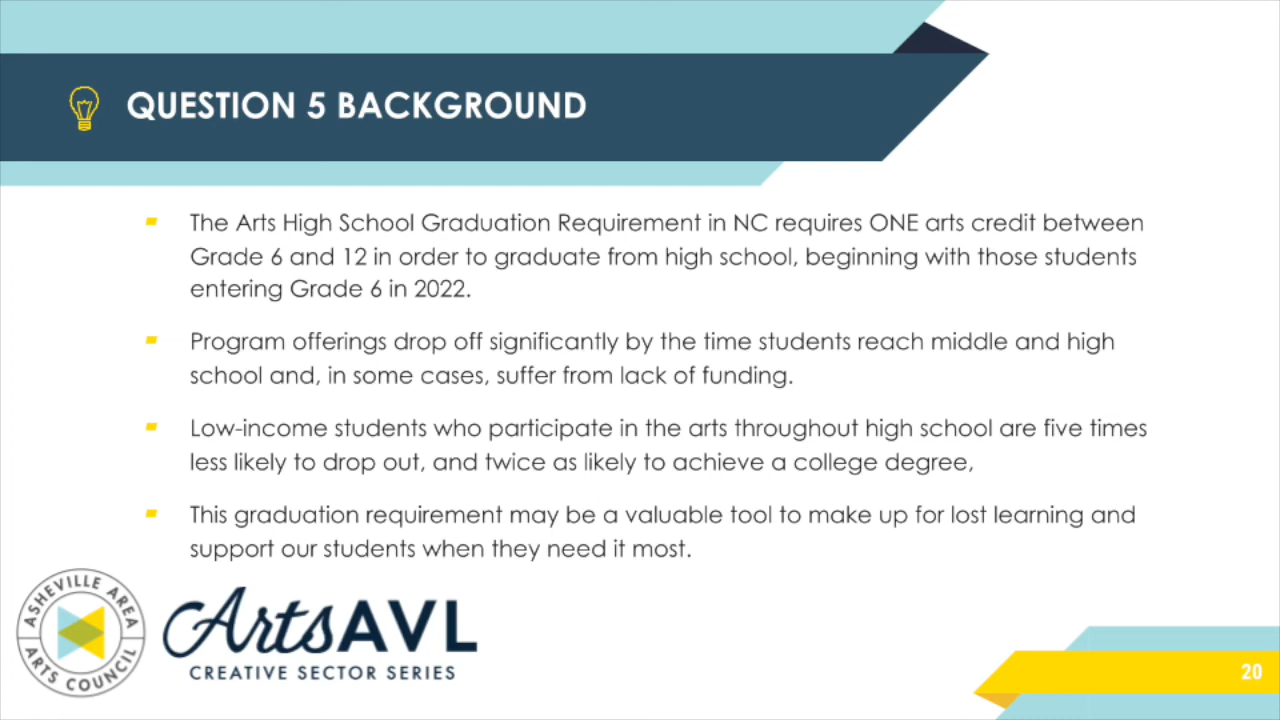 QUESTION 5 BACKGROUND
The Arts High School Graduation Requirement in NC requires ONE arts credit between
Grade 6 and 12 in order to graduate from high school, beginning with those students
entering Grade 6 in 2022.
Program offerings drop off significantly by the time students reach middle and high
school and, in some cases, suffer from lack of funding.
Low-income students who participate in the arts throughout high school are five times
less likely to drop out, and twice as likely to achieve a college degree,
This graduation requirement may be a valuable tool to make up for lost learning and
support our students when they need it most.
ASHEVILLE AREA
ARTS COUNCIL
ArtsAVL
CREATIVE SECTOR SERIES
20